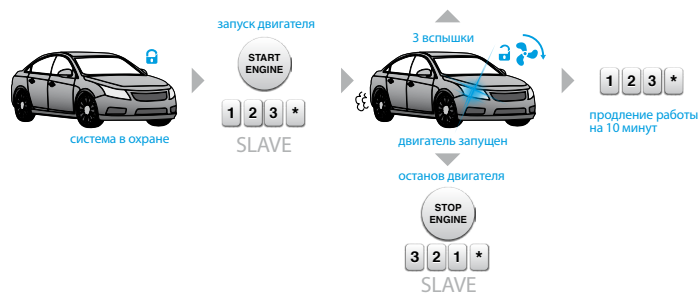 запуск двигателя
START
ENGINE
1 2 3 *
SLAVE
система в охране
3 вспышки
двигатель запущен
1 2 3 *
продление работы
на 10 минут
останов двигателя
STOP
ENGINE
3 2 1 *
SLAVE